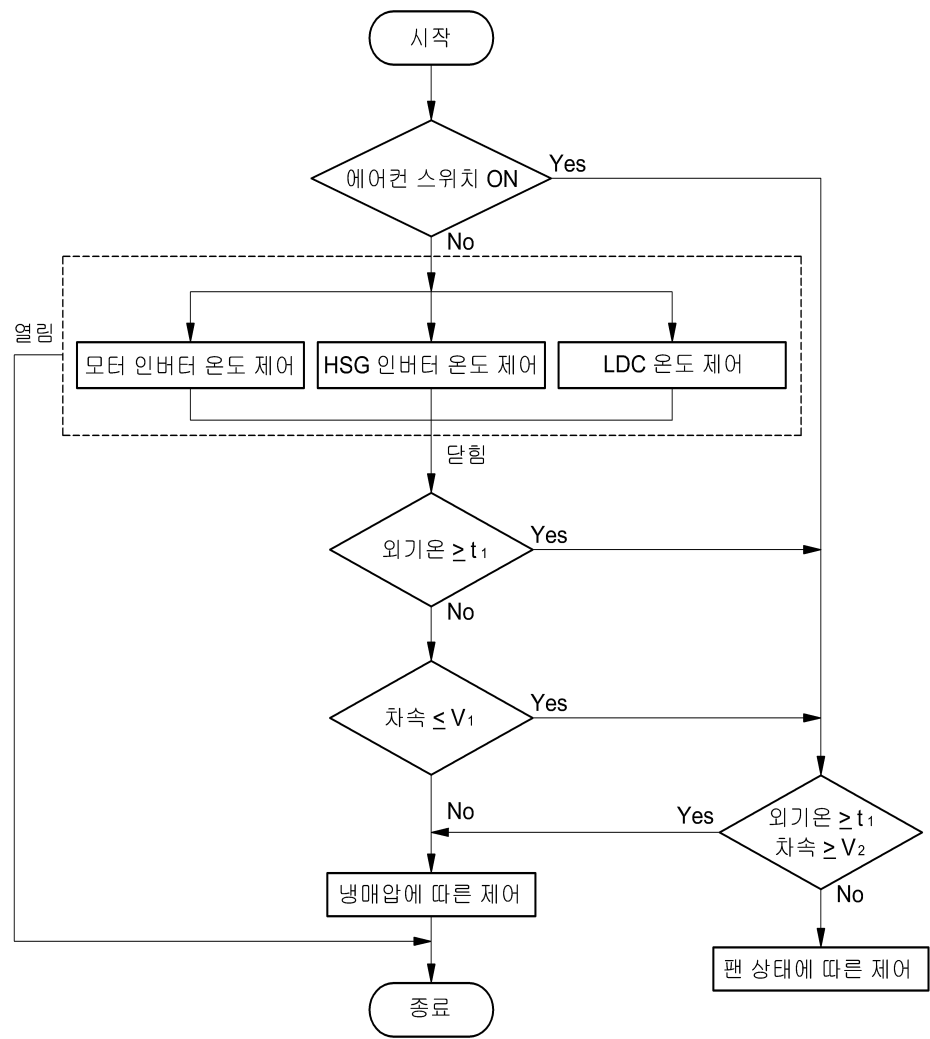 시작
에어컨 스위치 ON
Yes
No
열림
모터 인버터 온도 제어
HSG 인버터 온도 제어
LDC 온도 제어
닫힘
외기온 ≥ t₁
Yes
No
차속 ≤ V₁
Yes
No
Yes
외기온 ≥ t₁
차속 ≥ V₂
No
냉매압에 따른 제어
팬 상태에 따른 제어
종료